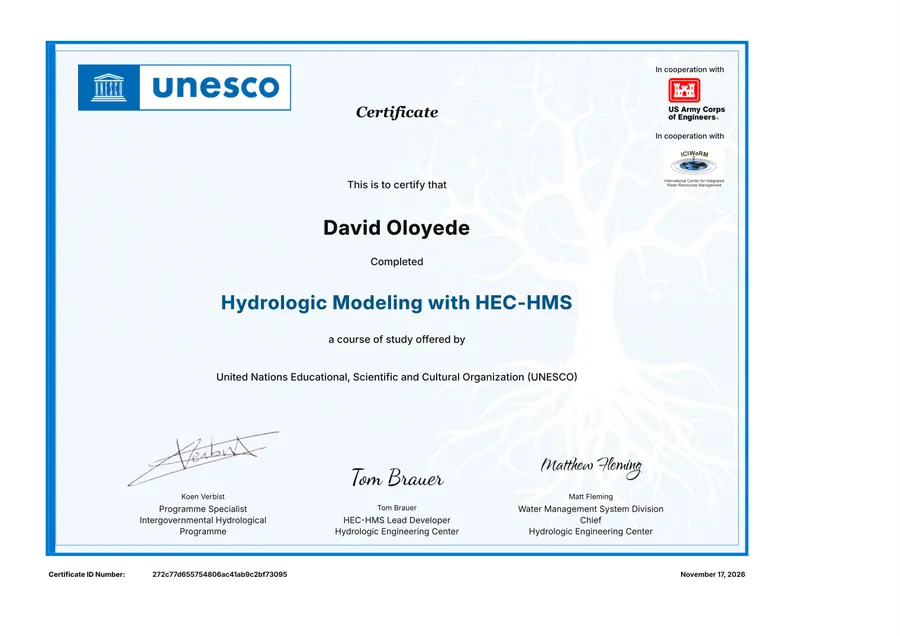 unesco
In cooperation with
US Army Corps
of Engineers®
Certificate
In cooperation with
ICIWaRM
International Center for Integrated
Water Resources Management
This is to certify that
David Oloyede
Completed
Hydrologic Modeling with HEC-HMS
a course of study offered by
United Nations Educational, Scientific and Cultural Organization (UNESCO)
KVerbist
Koen Verbist
Programme Specialist
Intergovernmental Hydrological
Programme
Tom Brauer
Tom Brauer
HEC-HMS Lead Developer
Hydrologic Engineering Center
Matthew Fleming
Matt Fleming
Water Management System Division
Chief
Hydrologic Engineering Center
Certificate ID Number: 272c77d655754806ac41ab9c2bf73095
November 17, 2026